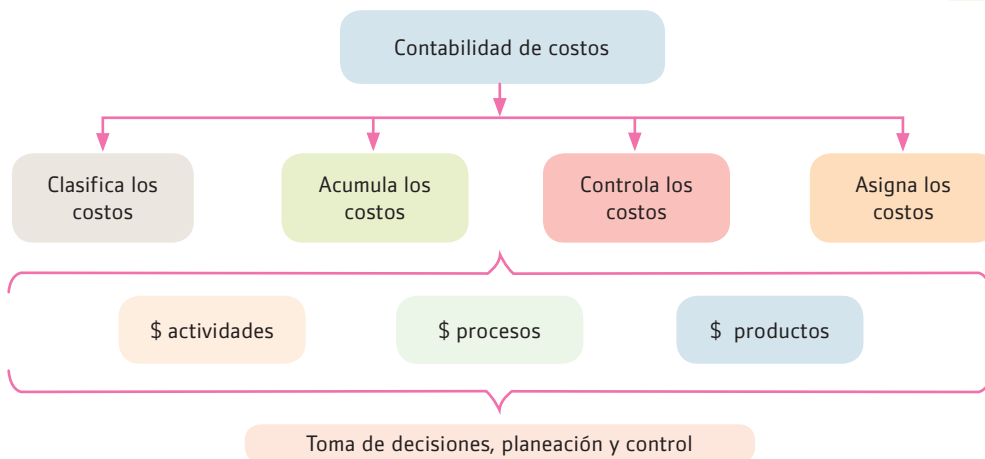 Contabilidad de costos
Clasifica los
costos
Acumula los
costos
Controla los
costos
Asigna los
costos
$ actividades
$ procesos
$ productos
Toma de decisiones, planeación y control